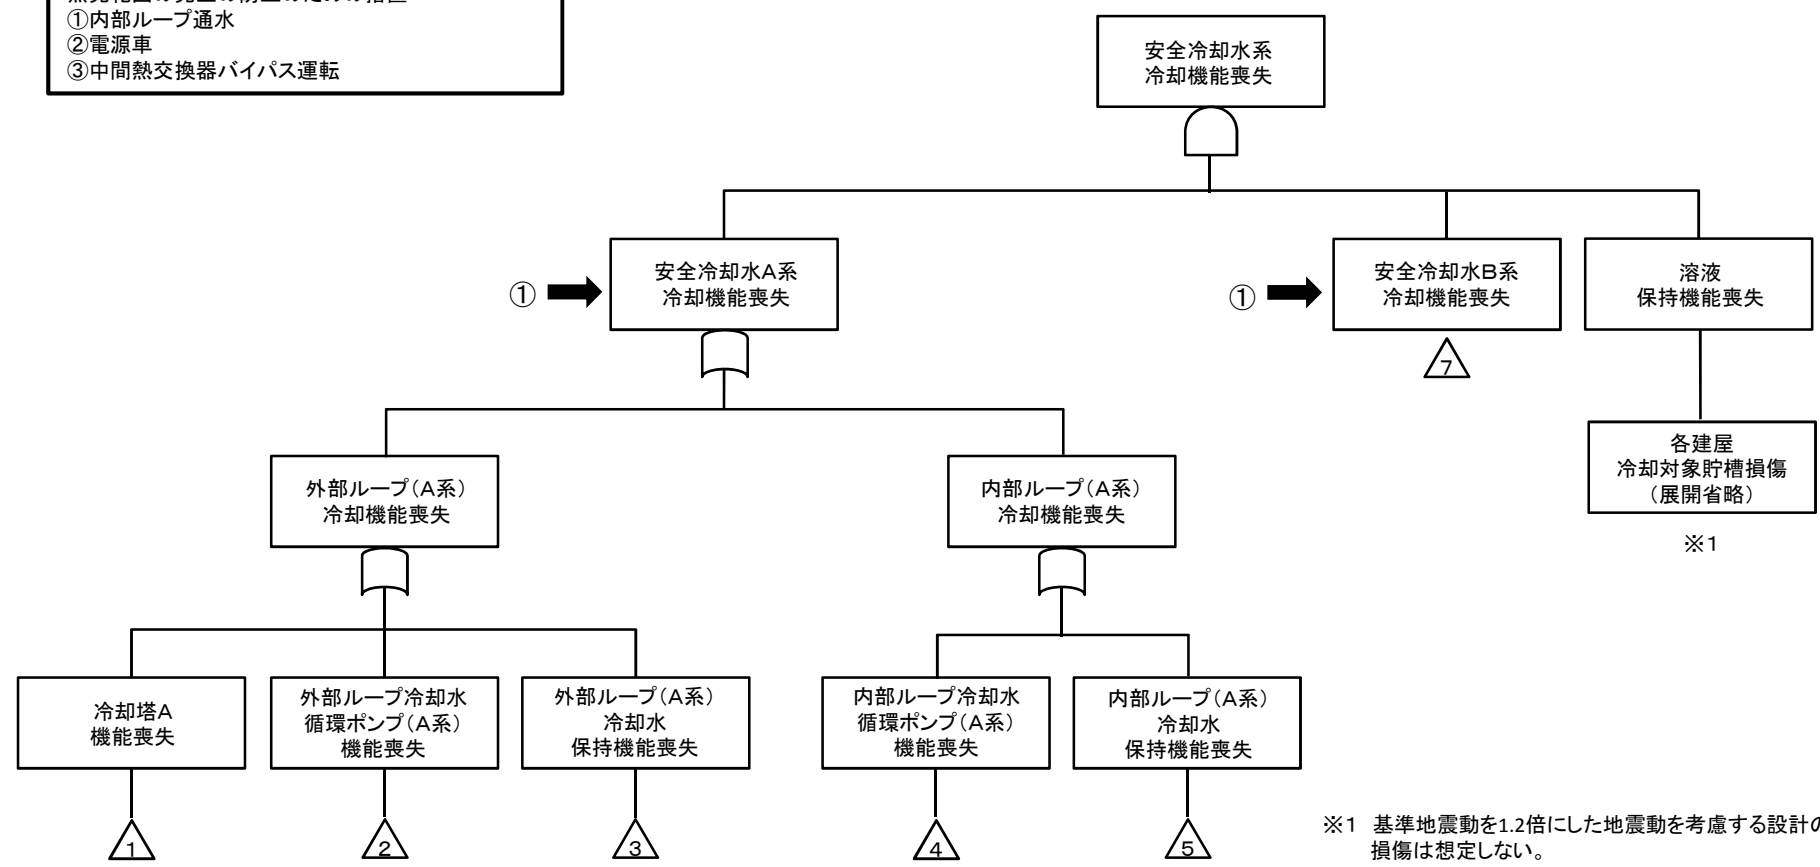 ①内部ループ通水
②電源車
③中間熱交換器バイパス運転
安全冷却水系
冷却機能喪失
①
安全冷却水A系
冷却機能喪失
①
安全冷却水B系
冷却機能喪失
溶液
保持機能喪失
7
外部ループ（A系）
冷却機能喪失
内部ループ（A系）
冷却機能喪失
各建屋
冷却対象貯槽損傷
（展開省略）
※1
冷却塔A
機能喪失
外部ループ冷却水
循環ポンプ（A系）
機能喪失
外部ループ（A系）
冷却水
保持機能喪失
内部ループ冷却水
循環ポンプ（A系）
機能喪失
内部ループ（A系）
冷却水
保持機能喪失
1
2
3
4
5
※1 基準地震動を1.2倍にした地震動を考慮する設計の
損傷は想定しない。